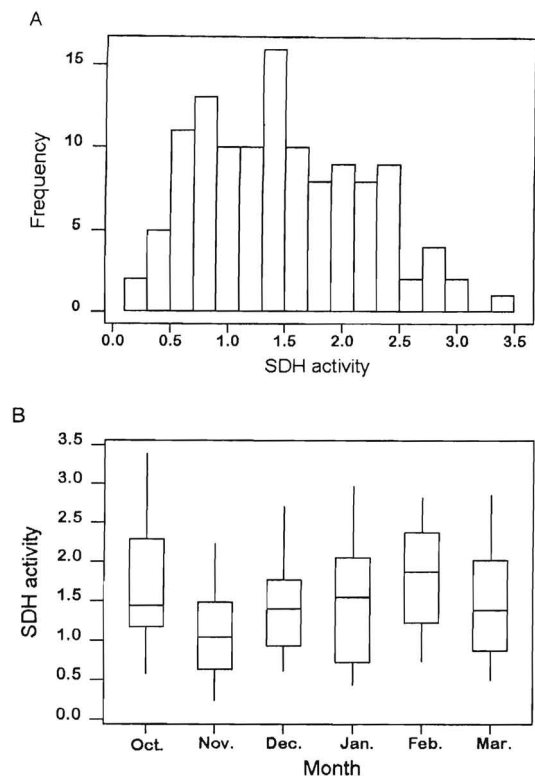 A
15
10
5
0
Frequency
0.0 0.5 1.0 1.5 2.0 2.5 3.0 3.5
SDH activity
B
3.5
3.0
2.5
2.0
1.5
1.0
0.5
0.0
SDH activity
Oct. Nov. Dec. Jan. Feb. Mar.
Month